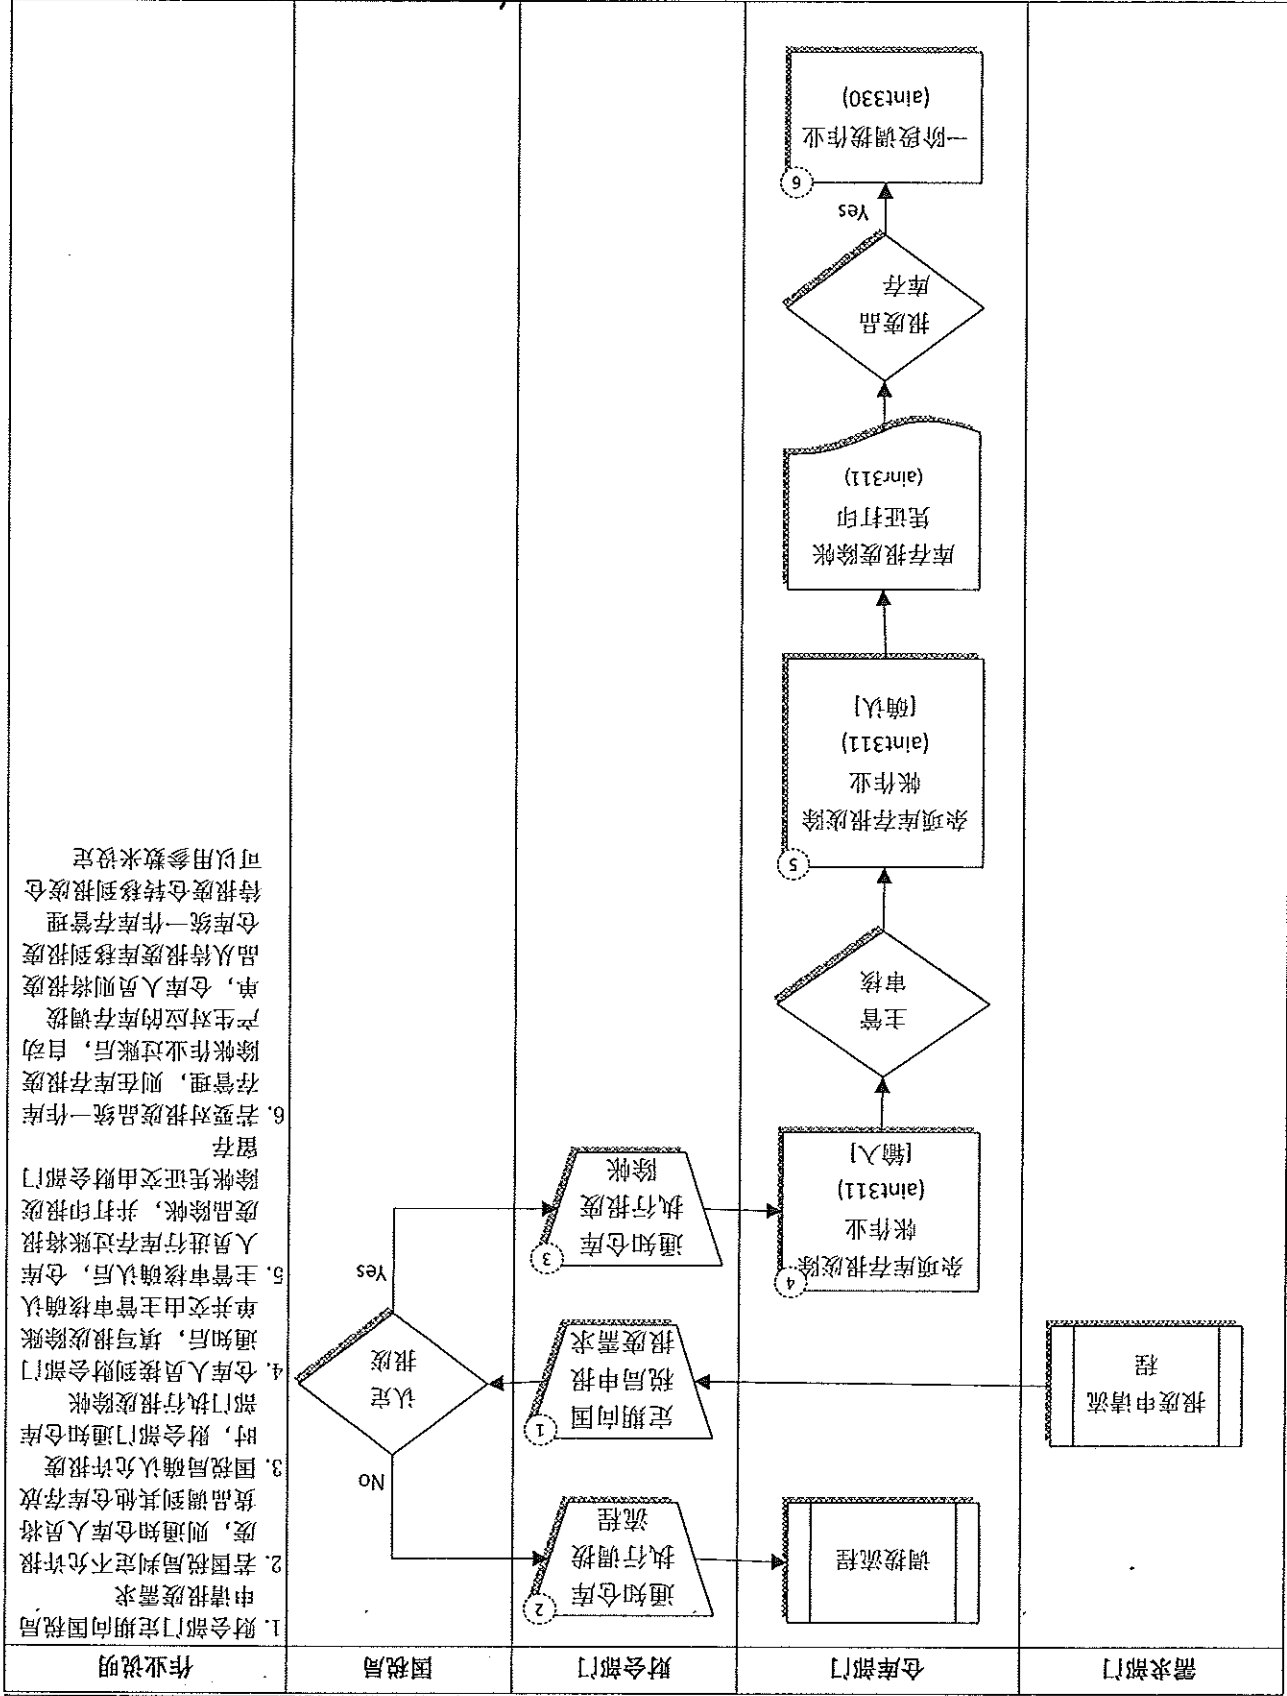 需求部门
仓库部门
财会部门
国税局
作业说明
调拨流程
2
通知仓库
执行调拨
流程
No
报废申请流
程
1
定期向国
税局申报
报废需求
认定
报废
Yes
3
通知仓库
执行报废
除帐
4
杂项库存报废除
帐作业
(aint311)
[输入]
主管
审核
5
杂项库存报废除
帐作业
(aint311)
[确认]
库存报废除帐
凭证打印
(ainr311)
报废品
库存
Yes
6
一阶段调拨作业
(aint330)
1. 财会部门定期向国税局
申请报废需求
2. 若国税局判定不允许报
废，则通知仓库人员将
货品调到其他仓库存放
3. 国税局确认允许报废
时，财会部门通知仓库
部门执行报废除帐
4. 仓库人员接到财会部门
通知后，填写报废除账
单并交由主管审核确认
5. 主管审核确认后，仓库
人员进行库存过账将报
废品除帐，并打印报废
除帐凭证交由财会部门
留存
6. 若要对报废品统一作库
存管理，则在库存报废
除帐作业过账后，自动
产生对应的库存调拨
单，仓库人员则将报废
品从待报废库移到报废
仓库统一作库存管理
待报废仓转移到报废仓
可以用参数来设定